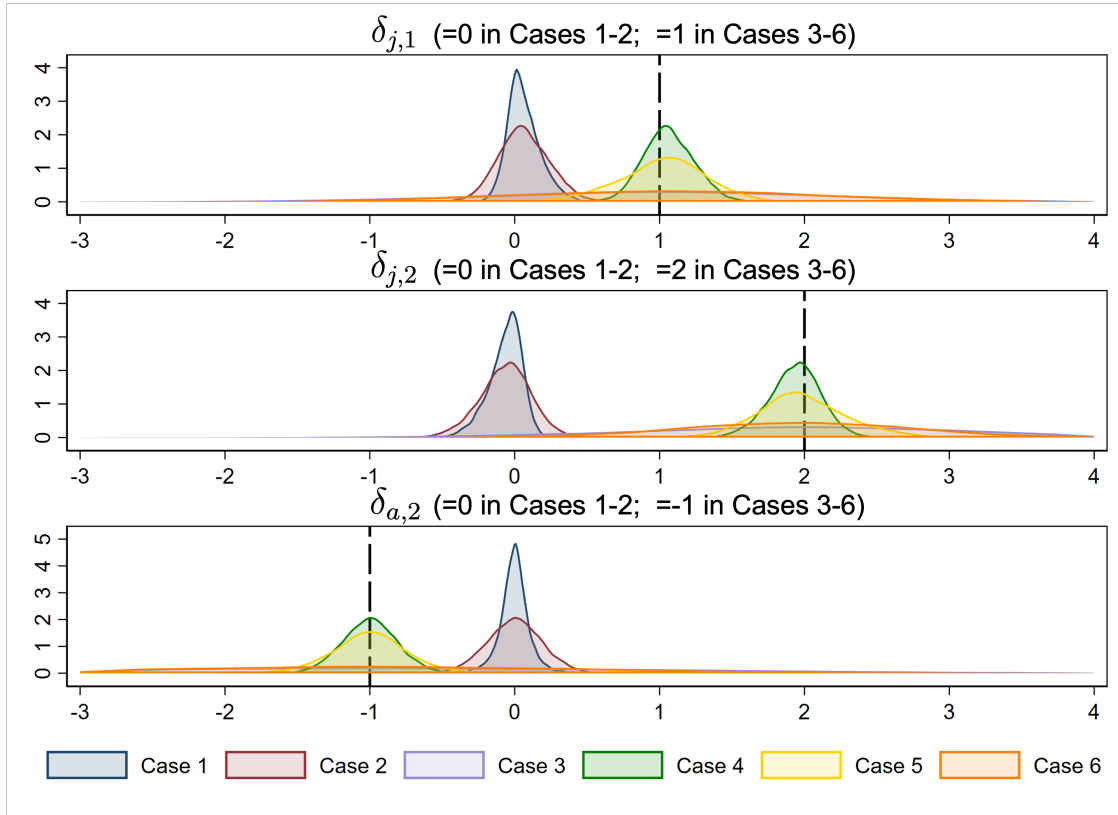 δj,1 (=0 in Cases 1-2; =1 in Cases 3-6)
4
3
2
1
0
-3 -2 -1 0 1 2 3 4
δj,2 (=0 in Cases 1-2; =2 in Cases 3-6)
4
3
2
1
0
-3 -2 -1 0 1 2 3 4
δa,2 (=0 in Cases 1-2; =-1 in Cases 3-6)
5
4
3
2
1
0
-3 -2 -1 0 1 2 3 4
Case 1 Case 2 Case 3 Case 4 Case 5 Case 6